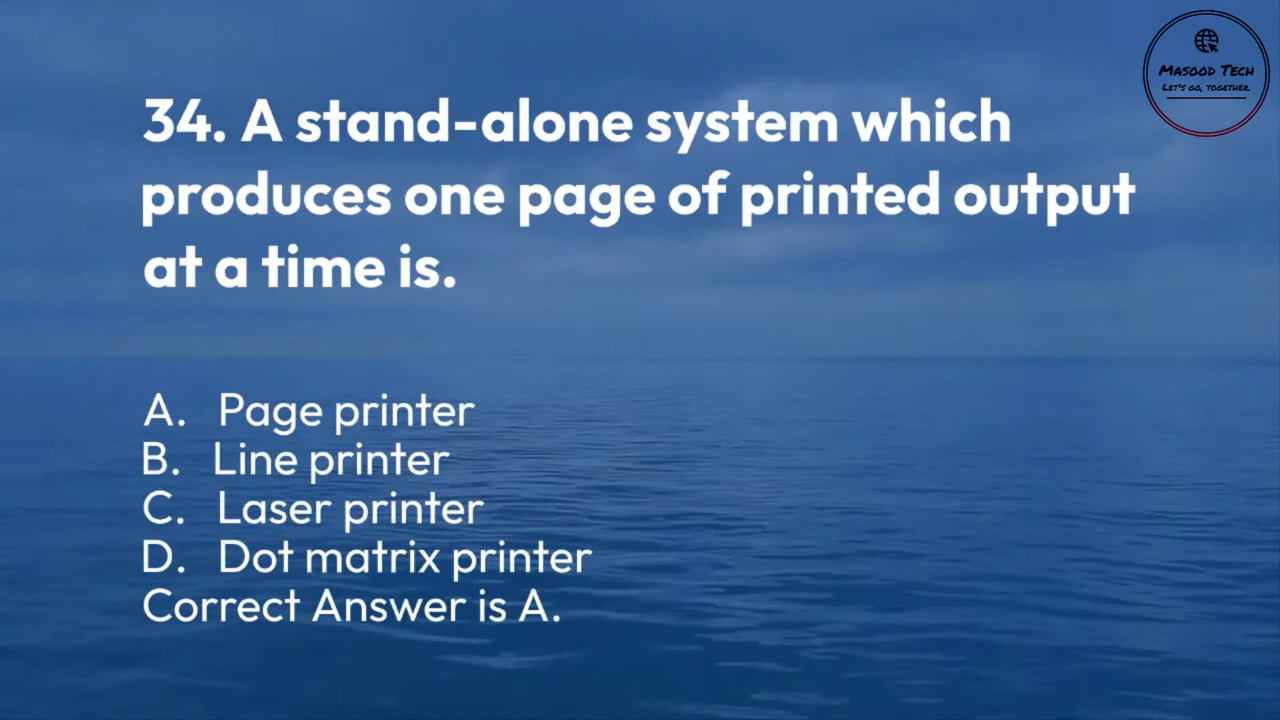 34. A stand-alone system which
produces one page of printed output
at a time is.
A. Page printer
B. Line printer
C. Laser printer
D. Dot matrix printer
Correct Answer is A.
MASOOD TECH
LET'S GO, TOGETHER